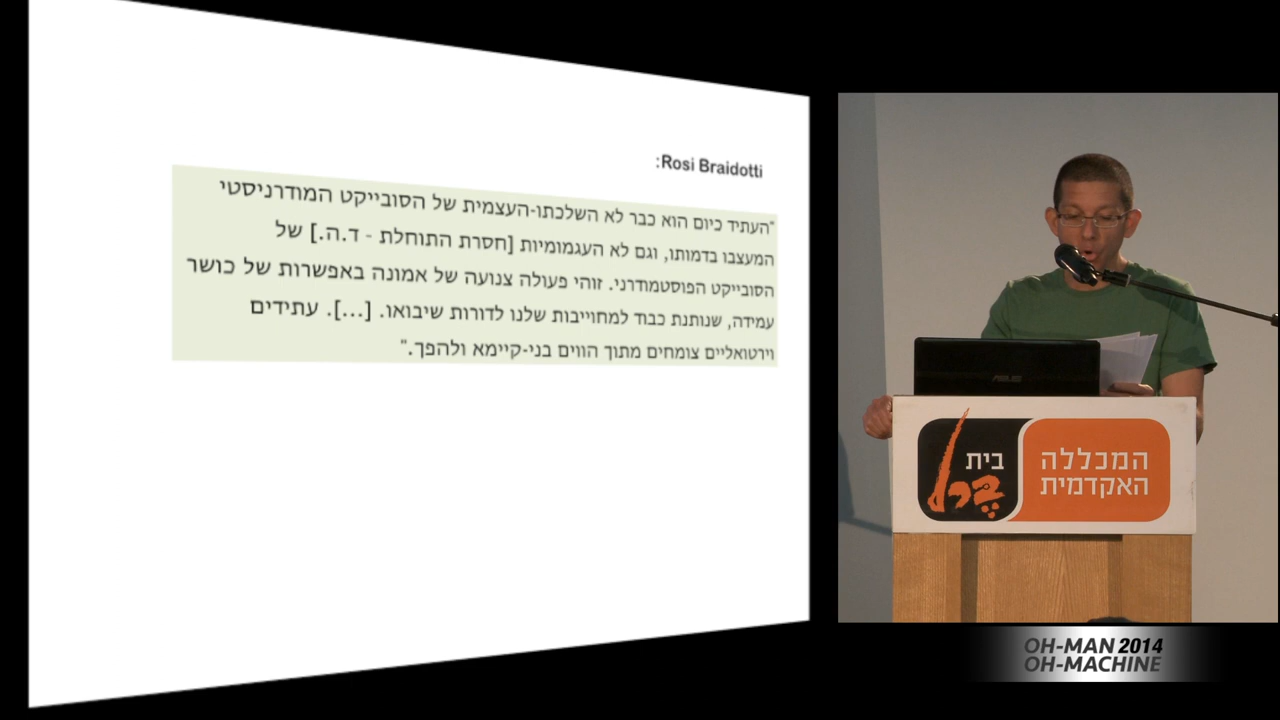 Rosi Braidotti:
"העתיד כיום הוא כבר לא השלכתו-העצמית של הסובייקט המודרניסטי
המעצבו בדמותו, וגם לא העגמומיות [חסרת התוחלת - ד.ה.] של
הסובייקט הפוסטמודרני. זוהי פעולה צנועה של אמונה באפשרות של כושר
עמידה, שנותנת כבוד למחוייבות שלנו לדורות שיבואו. [...]. עתידים
וירטואליים צומחים מתוך הווים בני-קיימא ולהפך."
ASUS
המכללה
האקדמית
בית
ברל
OH-MAN 2014
OH-MACHINE